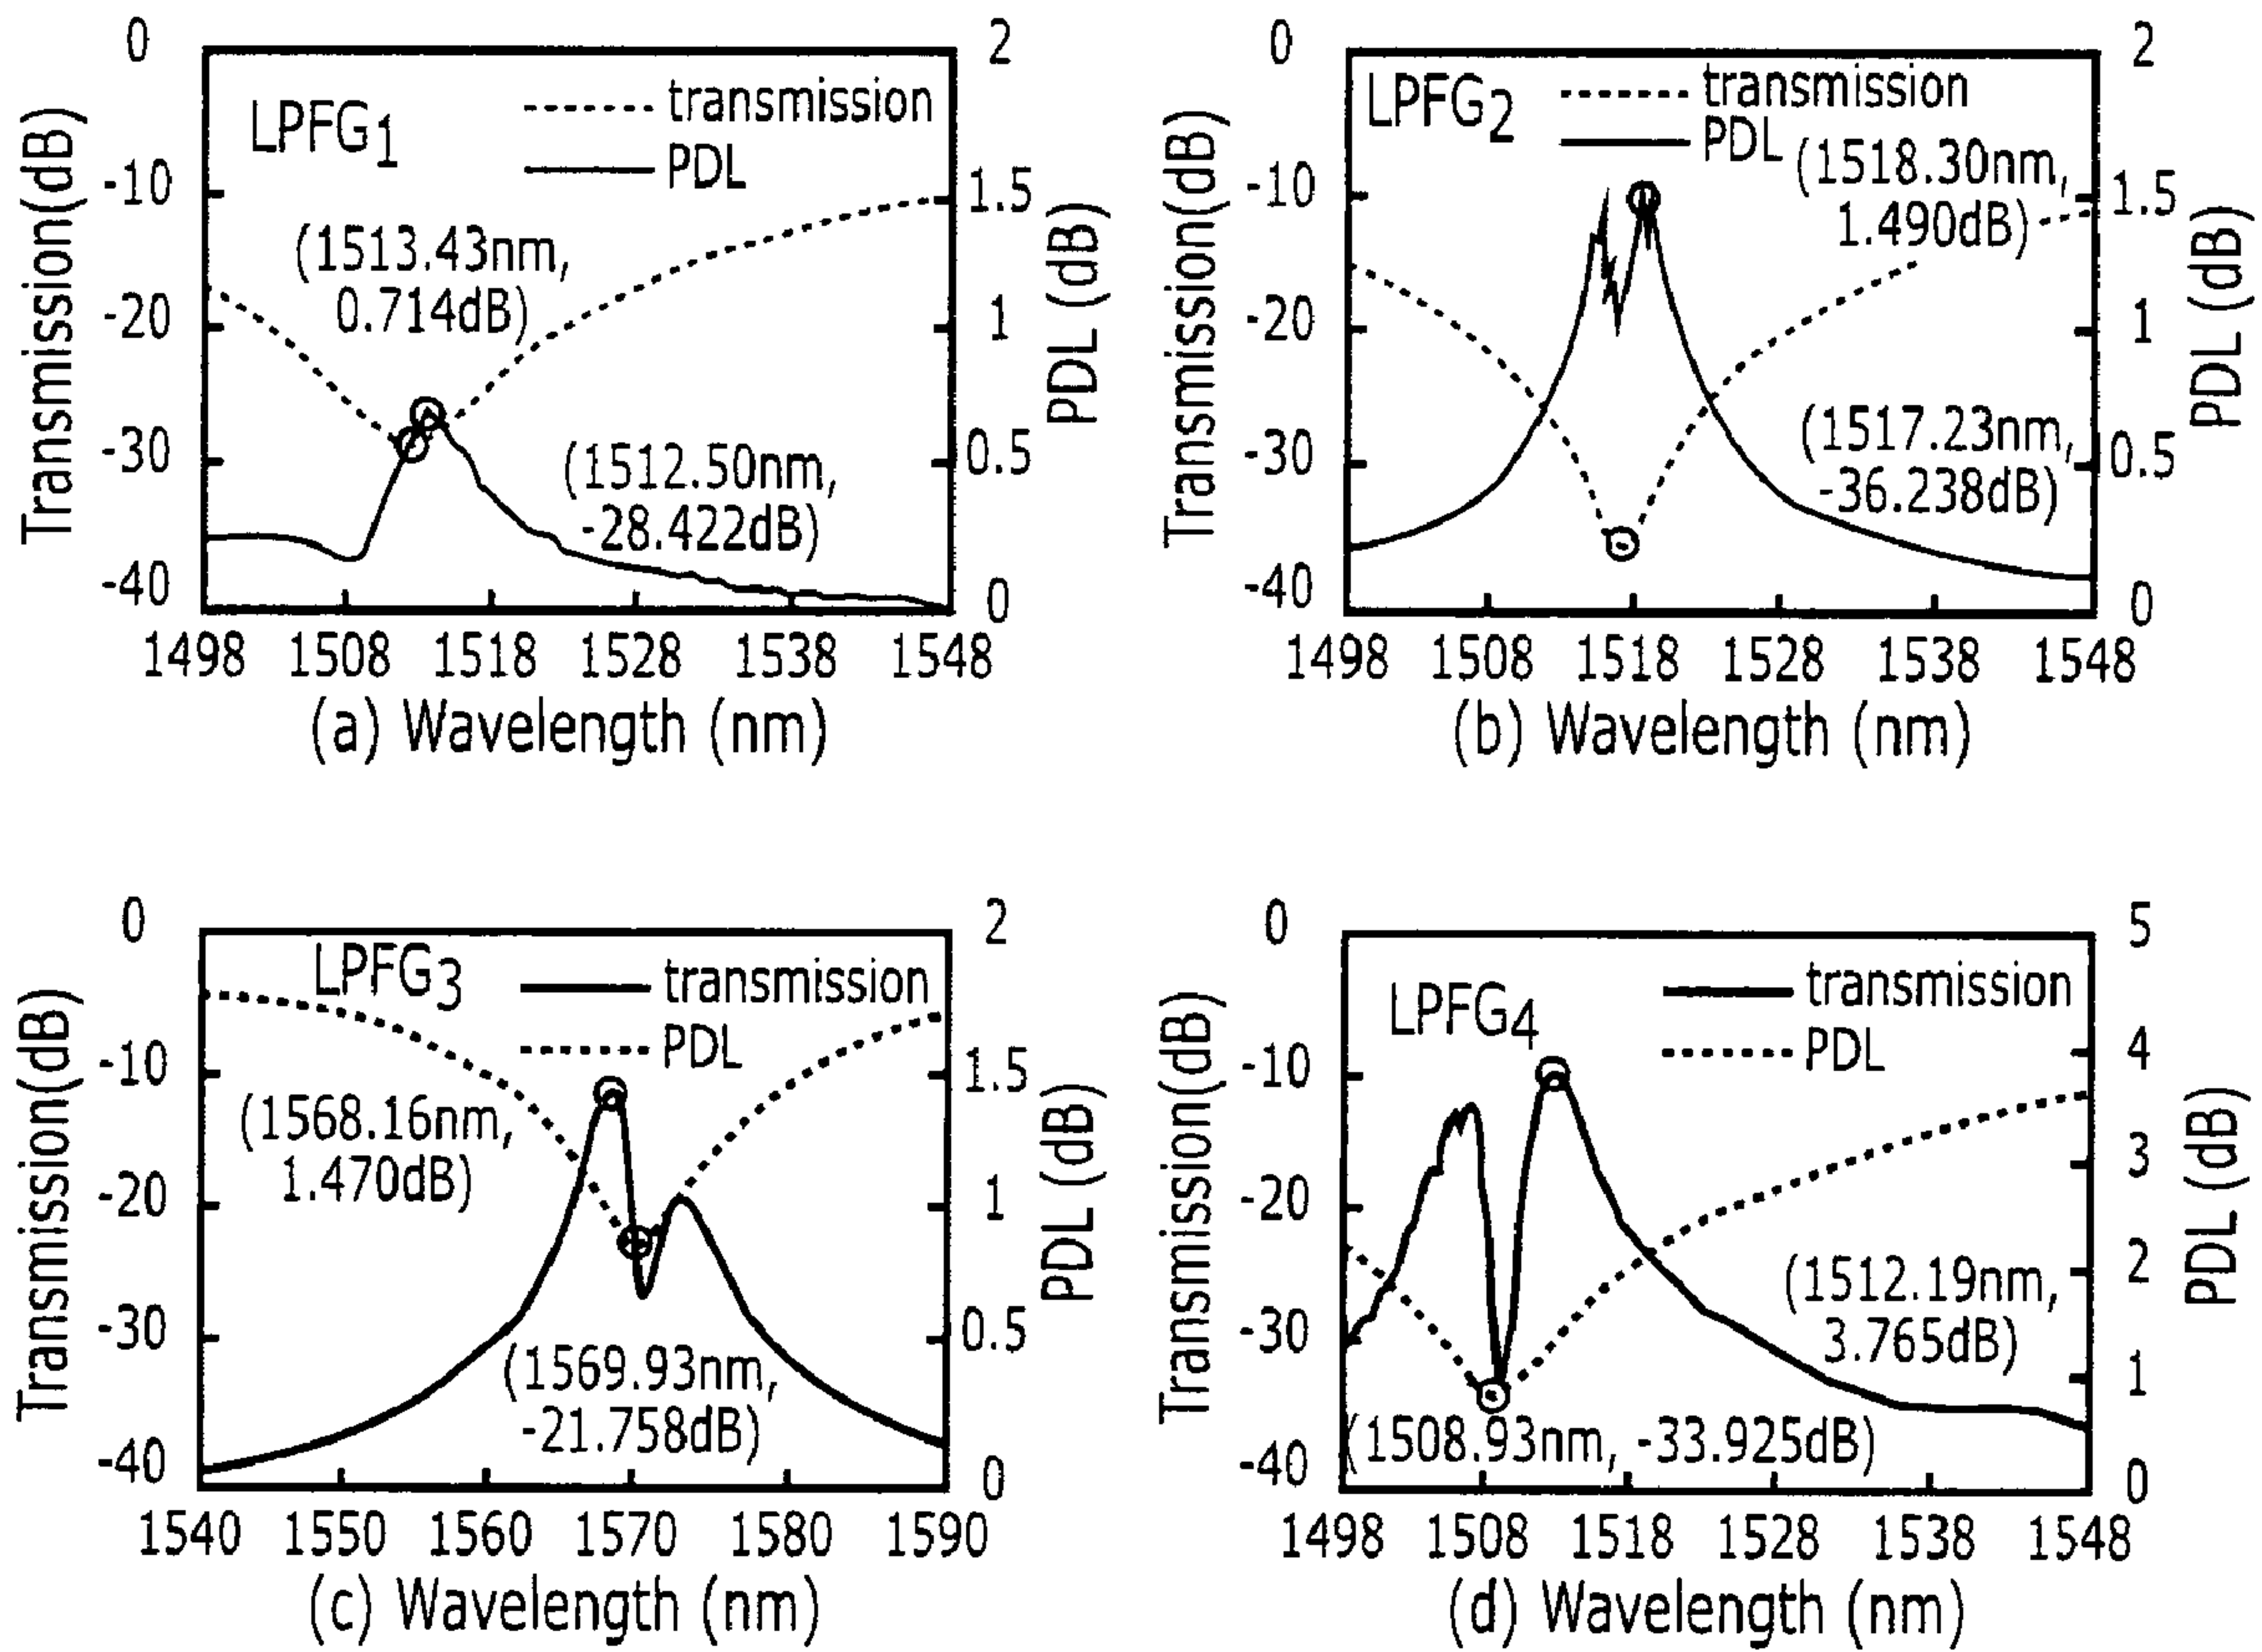 0
-10
-20
-30
-40
Transmission(dB)
LPFG1
transmission
PDL
(1513.43nm,
0.714dB)
(1512.50nm,
-28.422dB)
2
1.5
1
0.5
0
PDL (dB)
1498 1508 1518 1528 1538 1548
(a) Wavelength (nm)
0
-10
-20
-30
-40
Transmission(dB)
LPFG2
transmission
PDL
(1518.30nm,
1.490dB)
(1517.23nm,
-36.238dB)
2
1.5
1
0.5
0
PDL (dB)
1498 1508 1518 1528 1538 1548
(b) Wavelength (nm)
0
-10
-20
-30
-40
Transmission(dB)
LPFG3
transmission
PDL
(1568.16nm,
1.470dB)
(1569.93nm,
-21.758dB)
2
1.5
1
0.5
0
PDL (dB)
1540 1550 1560 1570 1580 1590
(c) Wavelength (nm)
0
-10
-20
-30
-40
Transmission(dB)
LPFG4
transmission
PDL
(1512.19nm,
3.765dB)
(1508.93nm, -33.925dB)
5
4
3
2
1
0
PDL (dB)
1498 1508 1518 1528 1538 1548
(d) Wavelength (nm)